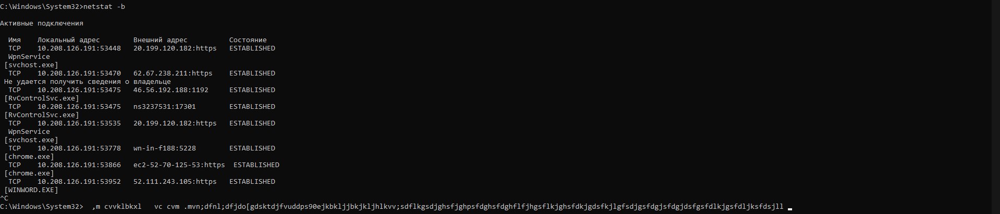 C:\Windows\System32>netstat -b
Активные подключения
Имя Локальный адрес Внешний адрес Состояние
TCP 10.208.126.191:53448 20.199.120.182:https ESTABLISHED
WpnService
[svchost.exe]
TCP 10.208.126.191:53470 62.67.238.211:https ESTABLISHED
Не удается получить сведения о владельце
TCP 10.208.126.191:53475 46.56.192.188:1192 ESTABLISHED
[RvControlSvc.exe]
TCP 10.208.126.191:53475 ns3237531:17301 ESTABLISHED
[RvControlSvc.exe]
TCP 10.208.126.191:53535 20.199.120.182:https ESTABLISHED
WpnService
[svchost.exe]
TCP 10.208.126.191:53778 wn-in-f188:5228 ESTABLISHED
[chrome.exe]
TCP 10.208.126.191:53866 ec2-52-70-125-53:https ESTABLISHED
[chrome.exe]
TCP 10.208.126.191:53952 52.111.243.105:https ESTABLISHED
[WINWORD.EXE]
^C
C:\Windows\System32> ,m cvvklbkxl vc cvm .mvn;dfnl;dfjdo[gdsktdjfvuddps90ejkbkljjbkjkljhlkvv;sdflkgsdjghsfjghpsfdghsfdghflfjhgsflkjghsfdkjgdsfkjlgfsdjgsfdgjsfdgjdsfgsfdlkjgsfdljksfdsjll